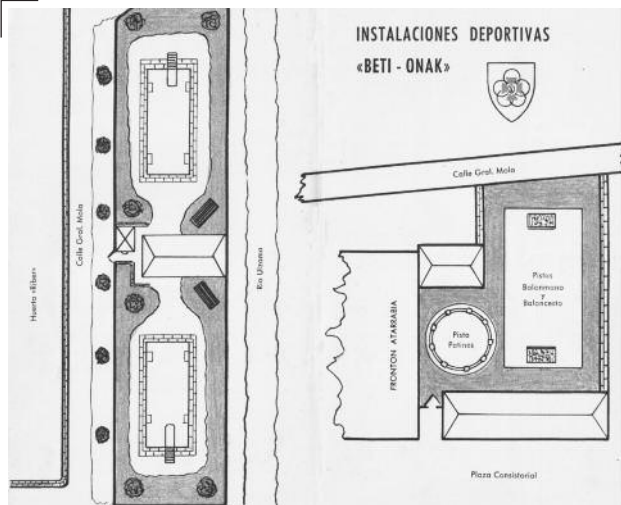 INSTALACIONES DEPORTIVAS
«BETI - ONAK»
Calle Gral. Mola
Huerta «Riber»
Calle Gral. Mola
Rio Ulzama
FRONTON ATARRABIA
Pista
Patines
Pistas
Balonmano
y
Baloncesto
Plaza Consistorial